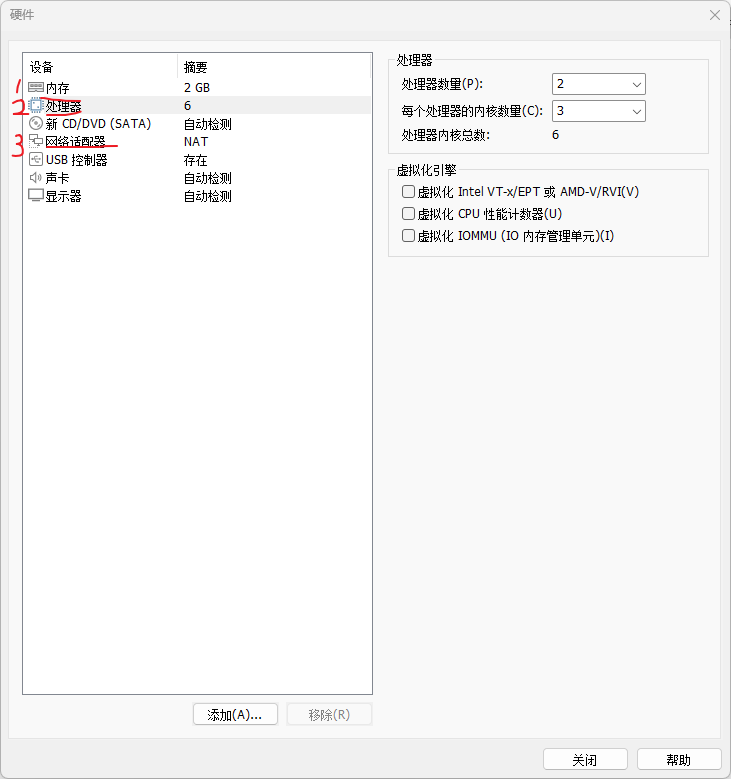 硬件
设备 摘要
1 内存 2 GB
2 处理器 6
新 CD/DVD (SATA) 自动检测
3 网络适配器 NAT
USB 控制器 存在
声卡 自动检测
显示器 自动检测
添加(A)... 移除(R)
处理器
处理器数量(P): 2
每个处理器的内核数量(C): 3
处理器内核总数: 6
虚拟化引擎
虚拟化 Intel VT-x/EPT 或 AMD-V/RVI(V)
虚拟化 CPU 性能计数器(U)
虚拟化 IOMMU (IO 内存管理单元)(I)
关闭 帮助